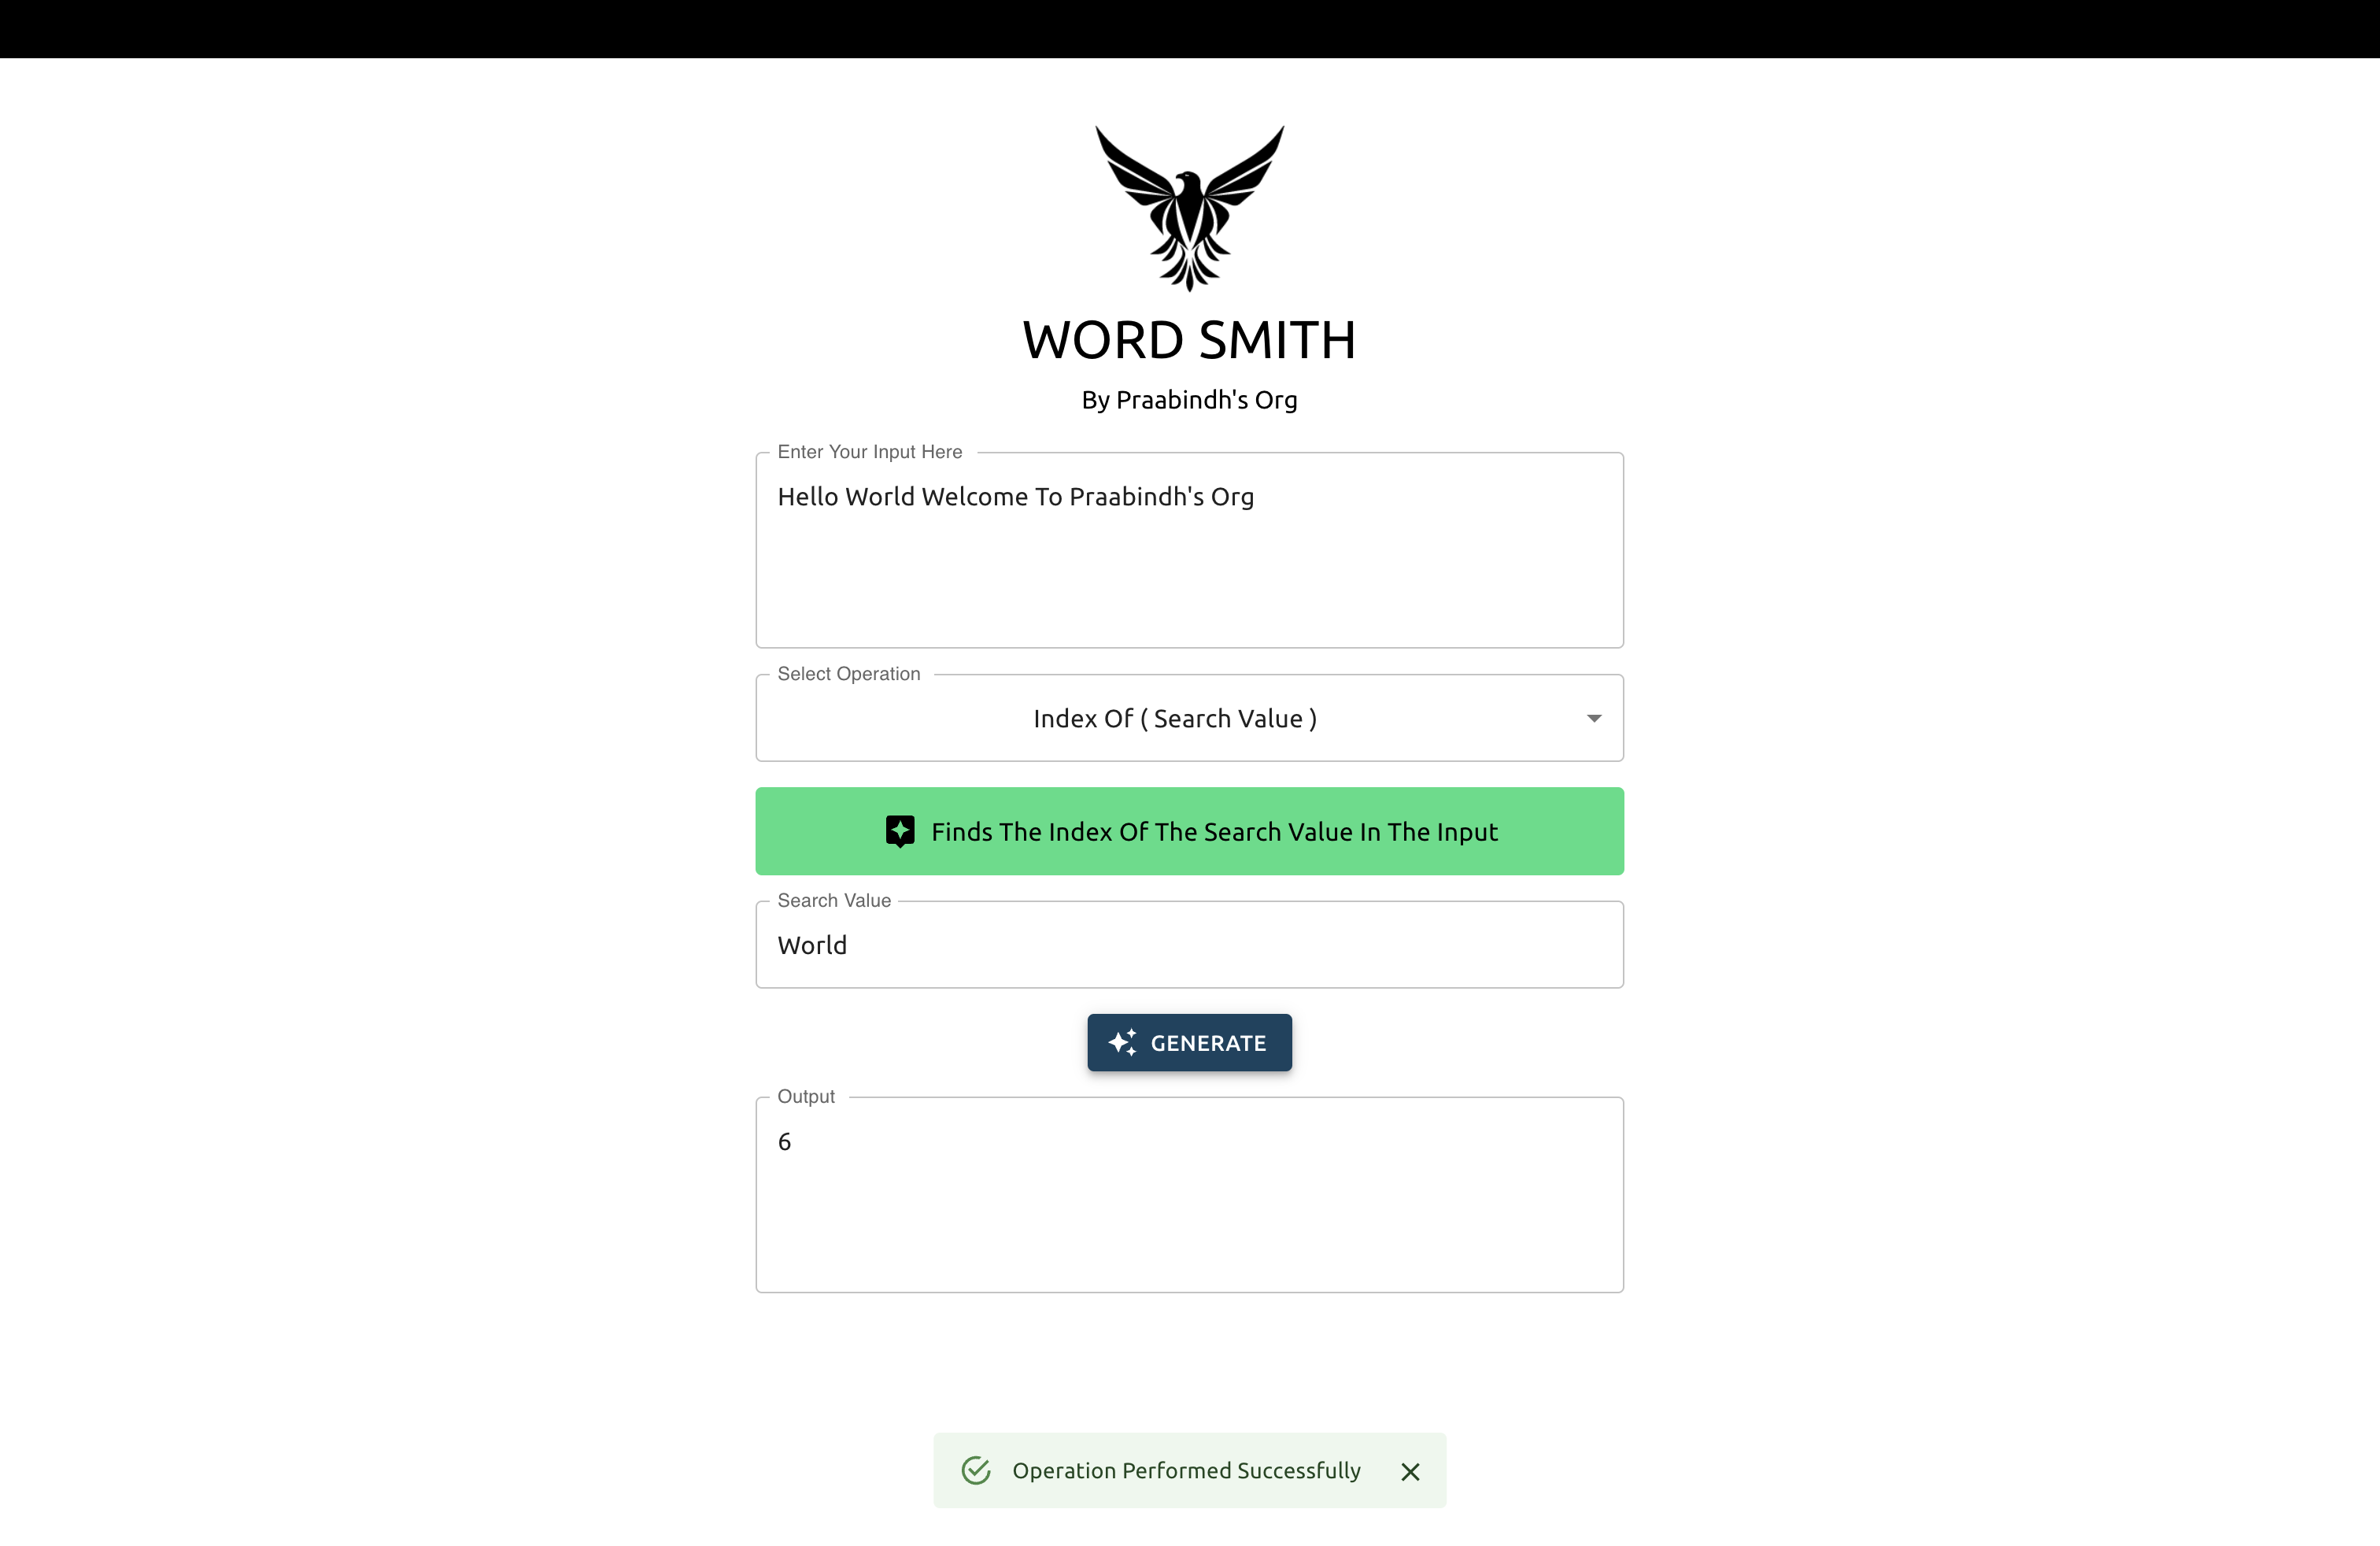 WORD SMITH
By Praabindh's Org
Enter Your Input Here
Hello World Welcome To Praabindh's Org
Select Operation
Index Of ( Search Value )
Finds The Index Of The Search Value In The Input
Search Value
World
GENERATE
Output
6
Operation Performed Successfully